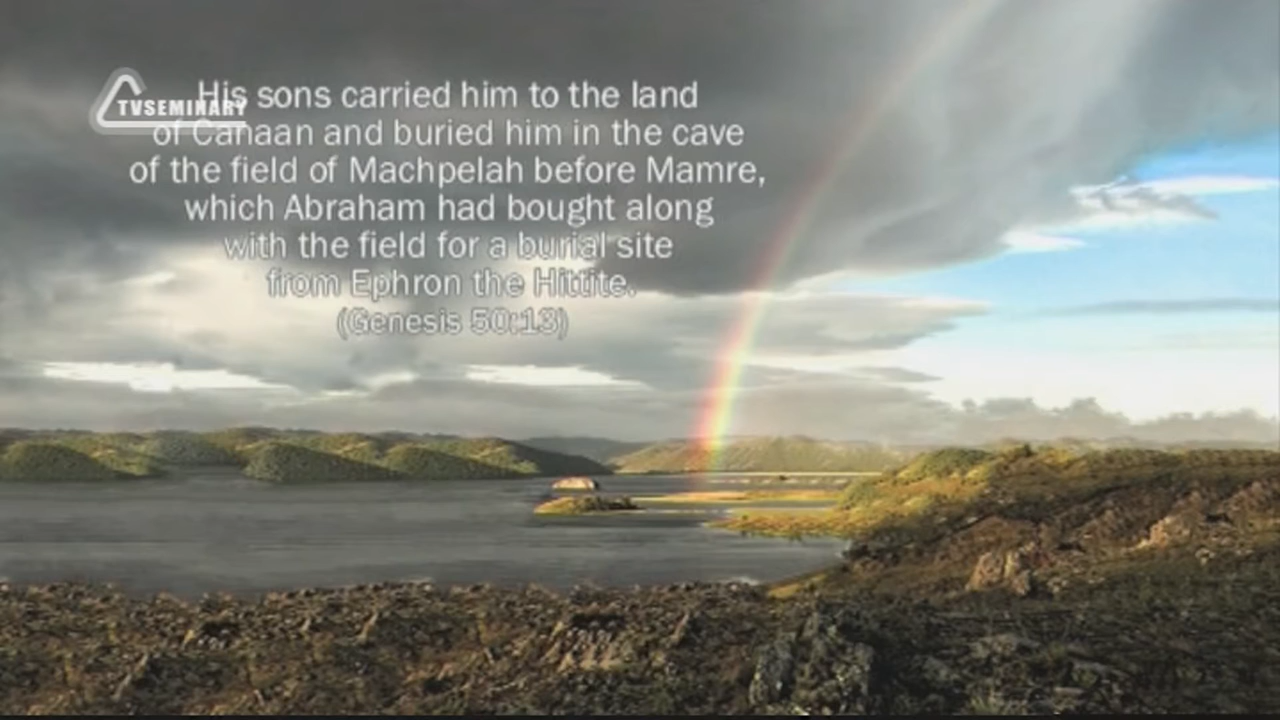 TVSEMINARY
His sons carried him to the land
of Canaan and buried him in the cave
of the field of Machpelah before Mamre,
which Abraham had bought along
with the field for a burial site
from Ephron the Hittite.
(Genesis 50:13)